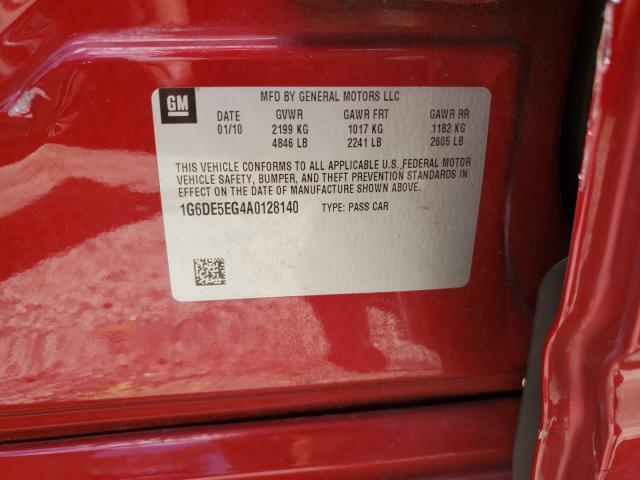 GM
MFD BY GENERAL MOTORS LLC
DATE GVWR GAWR FRT GAWR RR
01/10 2199 KG 1017 KG 1182 KG
4846 LB 2241 LB 2605 LB
THIS VEHICLE CONFORMS TO ALL APPLICABLE U.S. FEDERAL MOTOR
VEHICLE SAFETY, BUMPER, AND THEFT PREVENTION STANDARDS IN
EFFECT ON THE DATE OF MANUFACTURE SHOWN ABOVE.
1G6DE5EG4A0128140 TYPE: PASS CAR